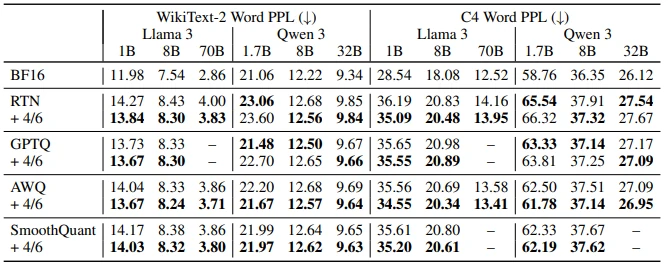 WikiText-2 Word PPL (↓) C4 Word PPL (↓)
Llama 3 Qwen 3 Llama 3 Qwen 3
1B 8B 70B 1.7B 8B 32B 1B 8B 70B 1.7B 8B 32B
BF16 11.98 7.54 2.86 21.06 12.22 9.34 28.54 18.08 12.52 58.76 36.35 26.12
RTN 14.27 8.43 4.00 23.06 12.68 9.85 36.19 20.83 14.16 65.54 37.91 27.54
+ 4/6 13.84 8.30 3.83 23.60 12.56 9.84 35.09 20.48 13.95 66.32 37.32 27.67
GPTQ 13.73 8.33 – 21.48 12.50 9.67 35.65 20.98 – 63.33 37.14 27.17
+ 4/6 13.67 8.30 – 22.70 12.65 9.66 35.55 20.89 – 63.81 37.25 27.09
AWQ 14.04 8.33 3.86 22.20 12.68 9.69 35.56 20.69 13.58 62.50 37.51 27.09
+ 4/6 13.67 8.24 3.71 21.67 12.57 9.64 34.55 20.34 13.41 61.78 37.14 26.95
SmoothQuant 14.17 8.38 3.86 21.99 12.64 9.65 35.61 20.80 – 62.33 37.67 –
+ 4/6 14.03 8.32 3.80 21.97 12.62 9.63 35.20 20.61 – 62.19 37.62 –